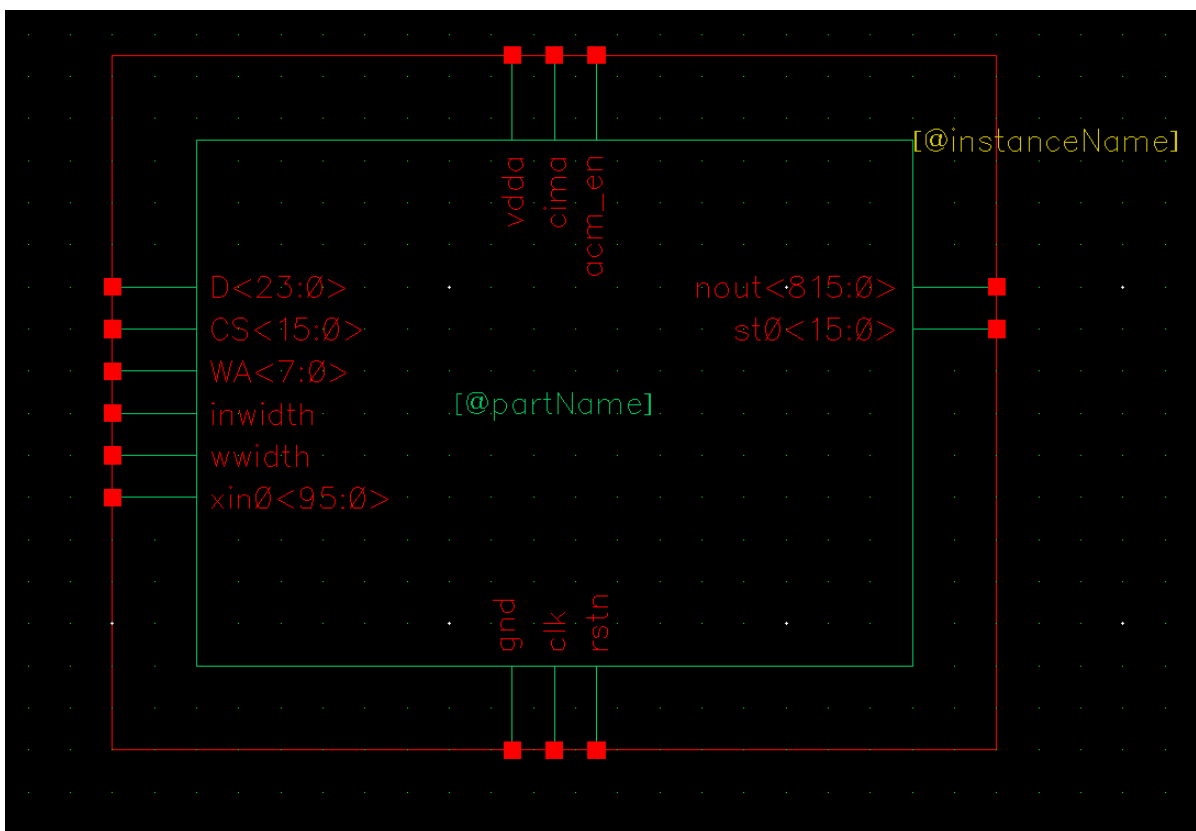 [@instanceName]
vdda
cima
acm_en
D<23:0>
nout<815:0>
CS<15:0>
st0<15:0>
WA<7:0>
[@partName]
inwidth
wwidth
xin0<95:0>
gnd
clk
rstn